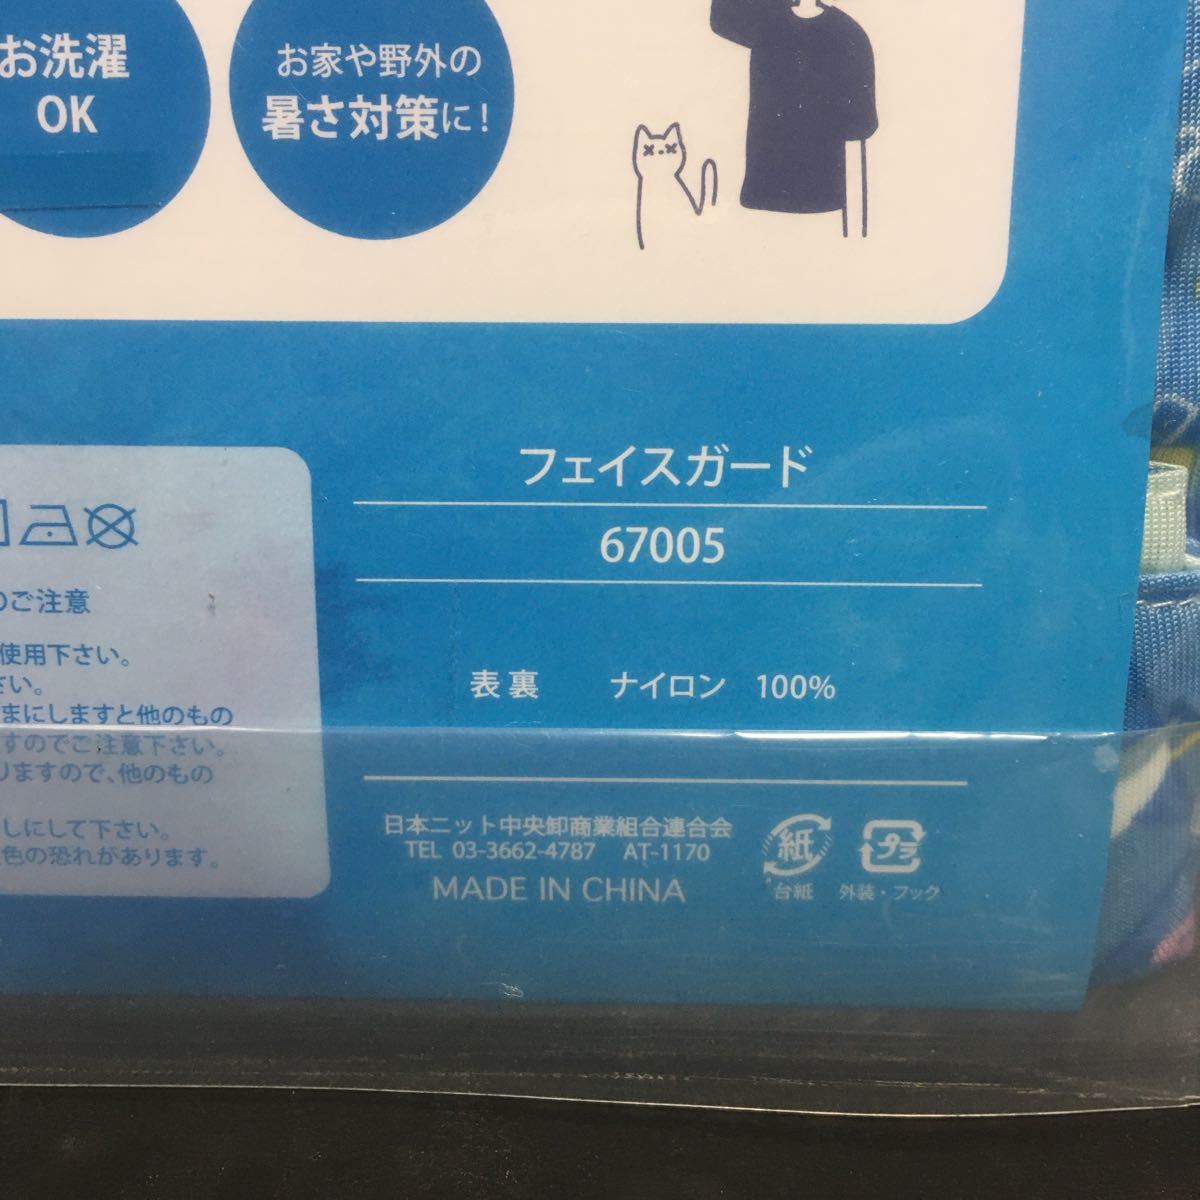 お洗濯
OK
お家や野外の
暑さ対策に!
フェイスガード
67005
表裏 ナイロン 100%
のご注意
使用下さい。
さい。
まにしますと他のもの
すのでご注意下さい。
りますので、他のもの
しにして下さい。
色の恐れがあります。
日本ニット中央卸商業組合連合会
TEL 03-3662-4787 AT-1170
MADE IN CHINA
紙
台紙
プラ
外装・フック